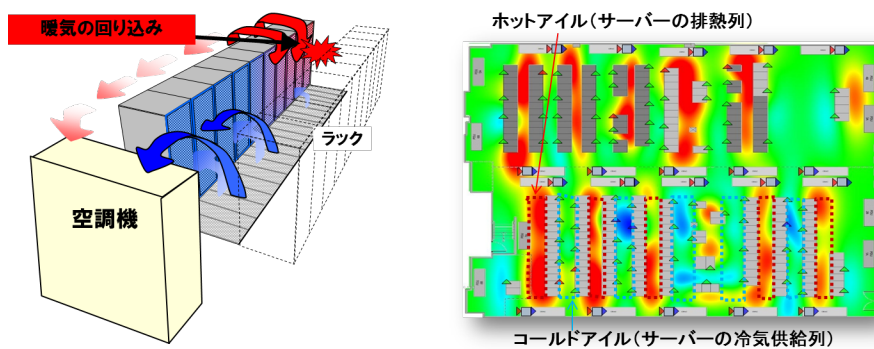 暖気の回り込み
ラック
空調機
ホットアイル(サーバーの排熱列)
コールドアイル(サーバーの冷気供給列)